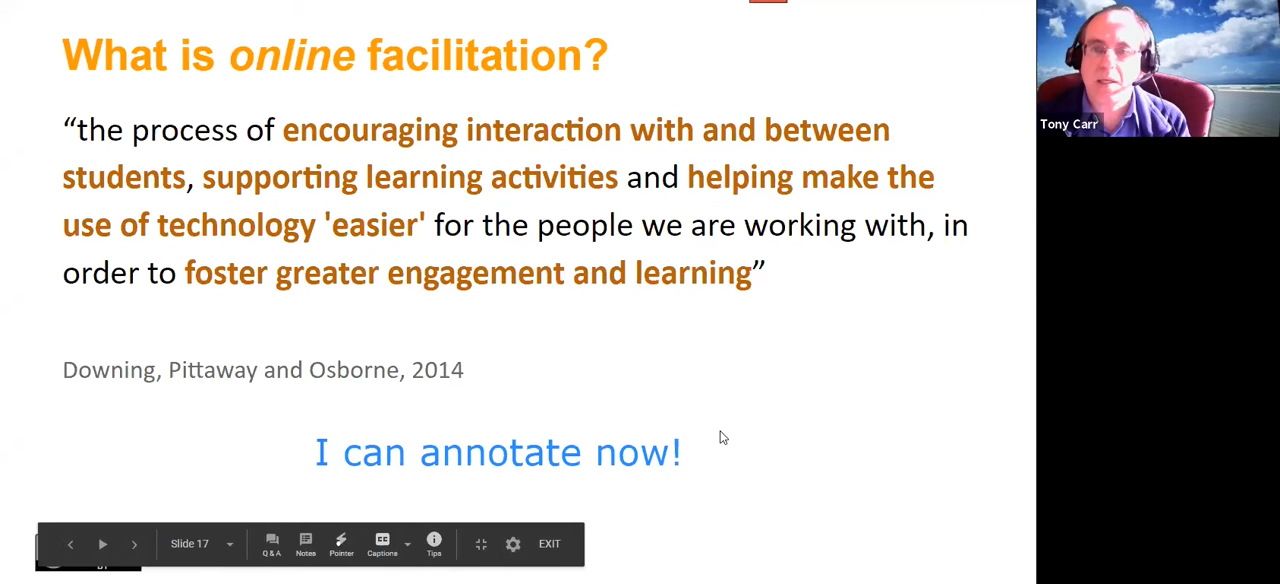 What is online facilitation?
“the process of encouraging interaction with and between
students, supporting learning activities and helping make the
use of technology 'easier' for the people we are working with, in
order to foster greater engagement and learning”
Downing, Pittaway and Osborne, 2014
I can annotate now!
Tony Carr
Slide 17
Q & A
Notes
Pointer
CC
Captions
Tips
EXIT